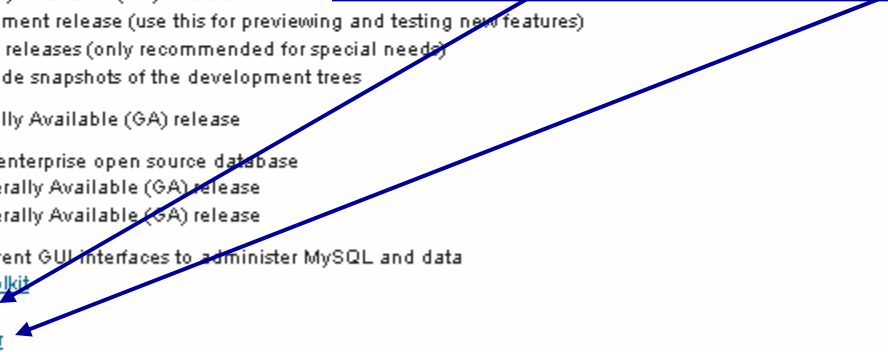 ment release (use this for previewing and testing new features)
releases (only recommended for special needs)
de snapshots of the development trees
lly Available (GA) release
enterprise open source database
erally Available (GA) release
erally Available (GA) release
rent GUI interfaces to administer MySQL and data
lkit